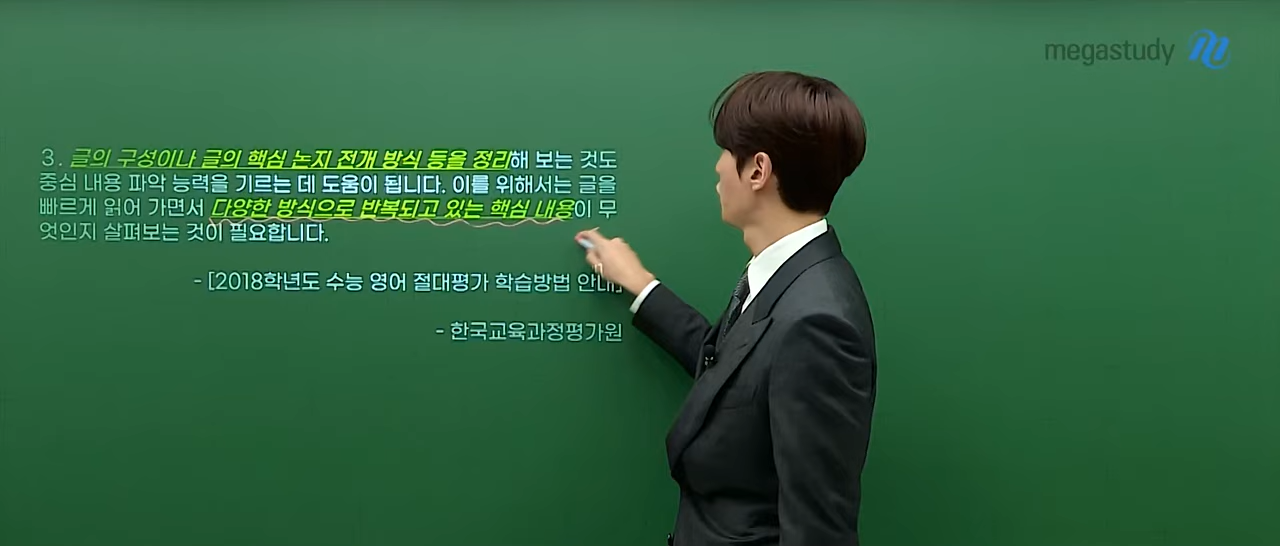 megastudy
3. 글의 구성이나 글의 핵심 논지 전개 방식 등을 정리해 보는 것도
중심 내용 파악 능력을 기르는 데 도움이 됩니다. 이를 위해서는 글을
빠르게 읽어 가면서 다양한 방식으로 반복되고 있는 핵심 내용이 무
엇인지 살펴보는 것이 필요합니다.
- [2018학년도 수능 영어 절대평가 학습방법 안내]
- 한국교육과정평가원